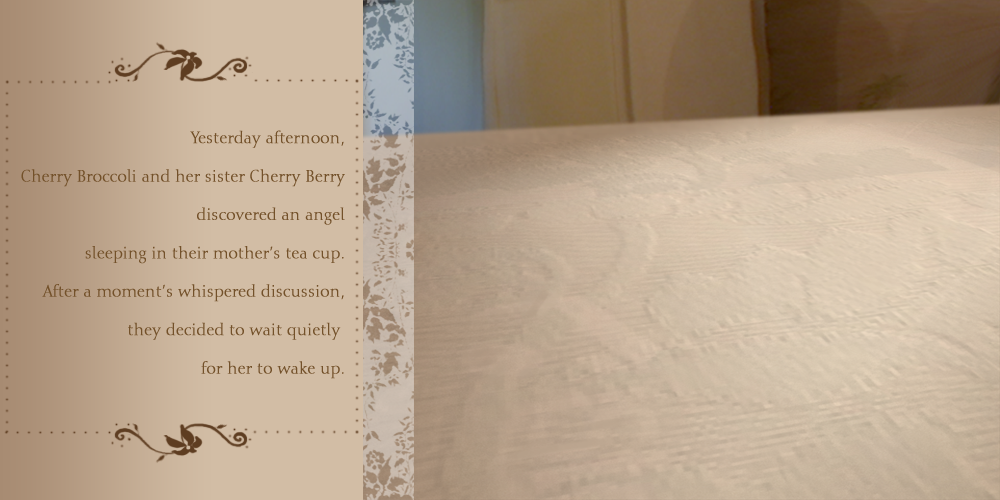 Yesterday afternoon,
Cherry Broccoli and her sister Cherry Berry
discovered an angel
sleeping in their mother's tea cup.
After a moment's whispered discussion,
they decided to wait quietly
for her to wake up.